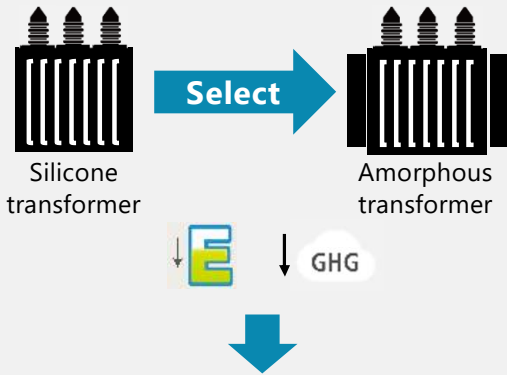 Select
Silicone
transformer
Amorphous
transformer
E
GHG